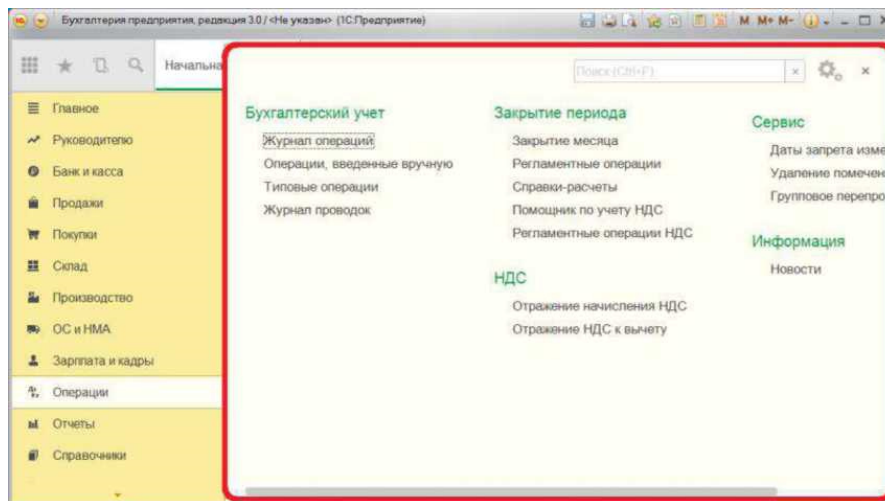 Бухгалтерия предприятия, редакция 3.0 / <Не указан> (1С:Предприятие)
M M+ M-
Начальна
Поиск (Ctrl+F)
Главное
Руководителю
Банк и касса
Продажи
Покупки
Склад
Производство
ОС и НМА
Зарплата и кадры
Операции
Отчеты
Справочники
Бухгалтерский учет
Журнал операций
Операции, введенные вручную
Типовые операции
Журнал проводок
Закрытие периода
Закрытие месяца
Регламентные операции
Справки-расчеты
Помощник по учету НДС
Регламентные операции НДС
НДС
Отражение начисления НДС
Отражение НДС к вычету
Сервис
Даты запрета изме
Удаление помечен
Групповое перепро
Информация
Новости